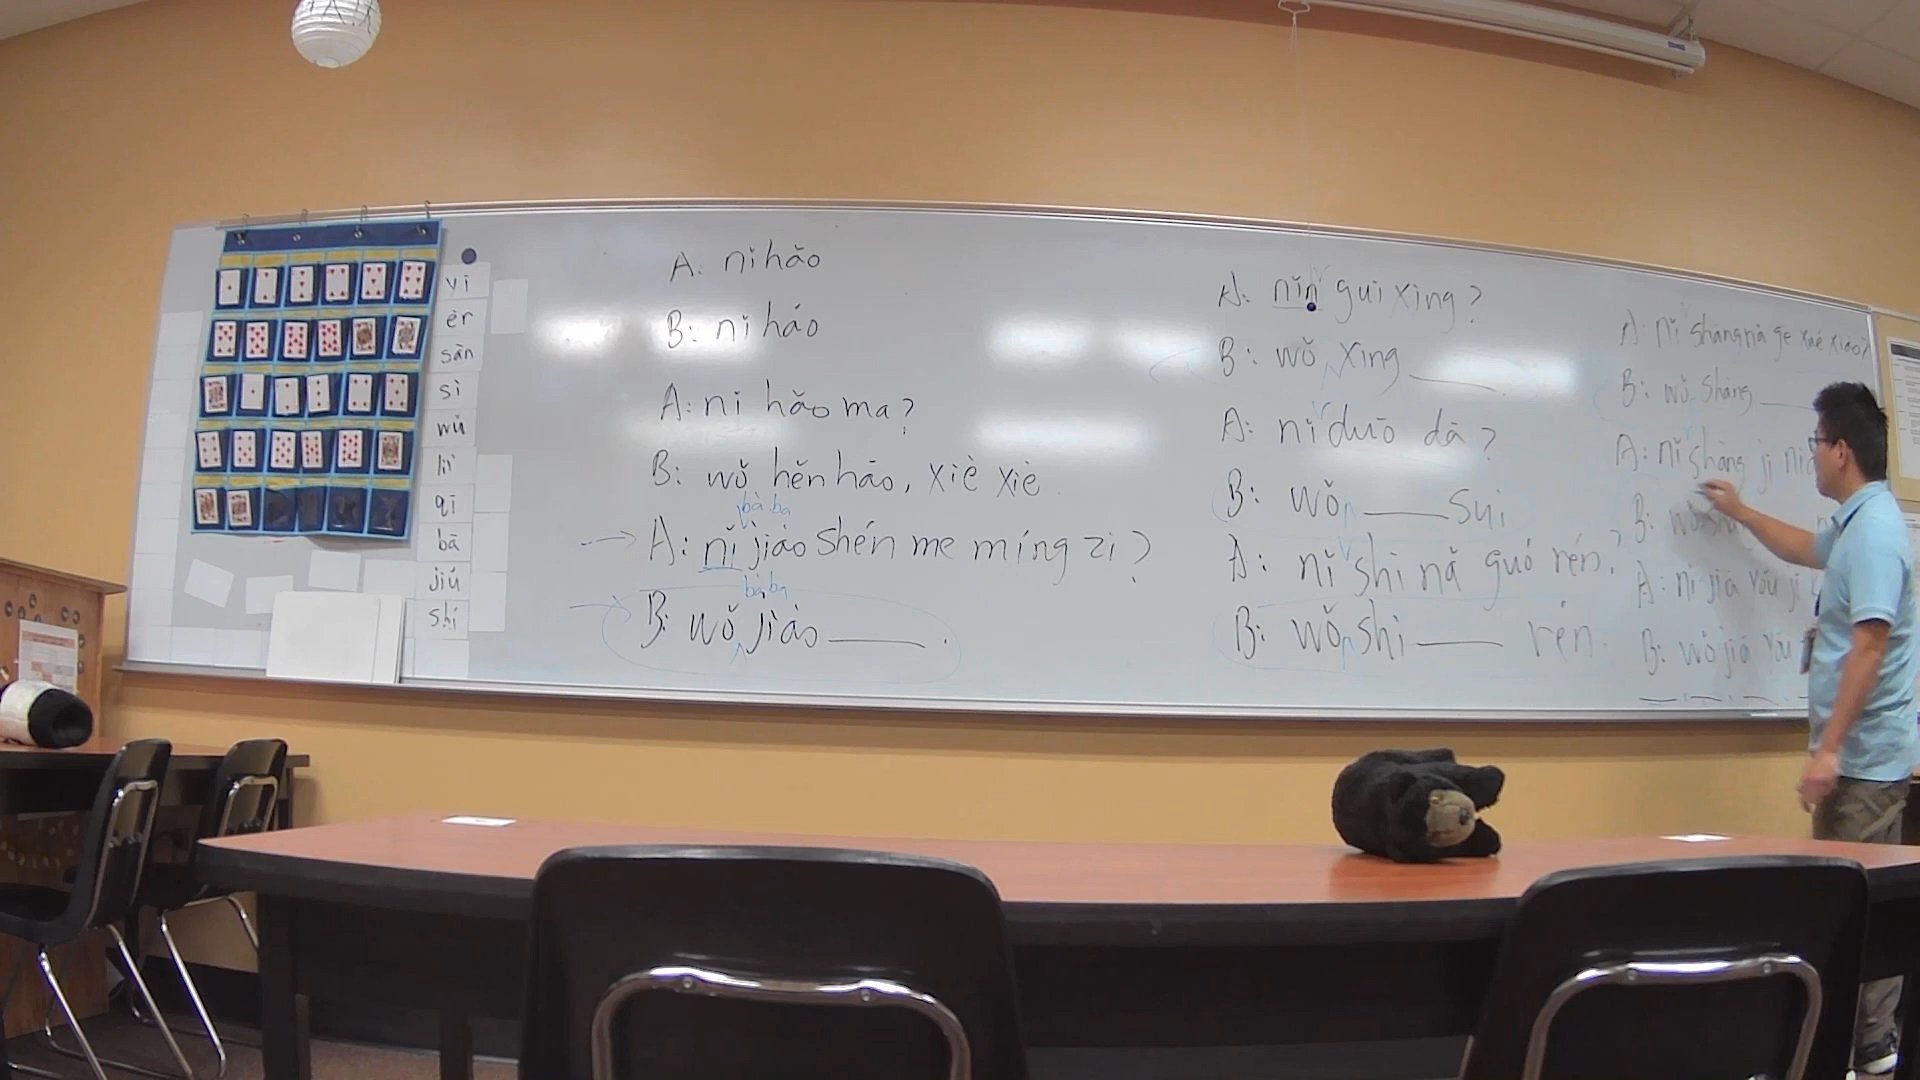 yī
èr
sān
sì
wǔ
liù
qī
bā
jiǔ
shí
A: nǐ hǎo
B: nǐ hǎo
A: nǐ hǎo ma?
B: wǒ hěn hǎo, xiè xiè.
bà ba
A: nǐ jiào shén me míng zi?
bà ba
B: wǒ jiào ____.
A: nín guì xìng?
B: wǒ xìng ____
A: nǐ duō dà?
B: wǒ ____ suì
A: nǐ shì nǎ guó rén?
B: wǒ shì ____ rén.
A: nǐ shàng nǎ ge xué xiào?
B: wǒ shàng ____
A: nǐ shàng jǐ
B: wǒ
A: nǐ jiā yǒu jǐ
B: wǒ jiā yǒu